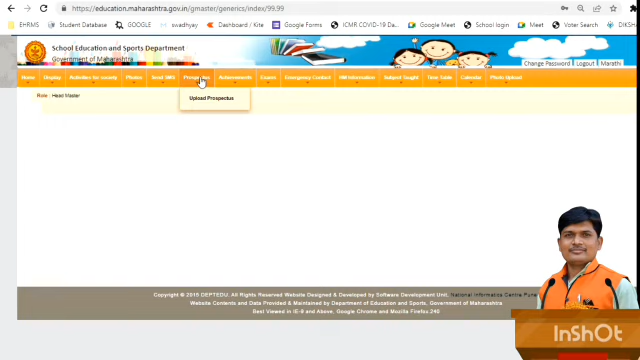 https://education.maharashtra.gov.in/gmaster/generics/index/99.99
EHRMS Student Database GOOGLE swadhyay Dashboard / Kite Google Forms ICMR COVID-19 Da... Google Meet School login Meet Voter Search DIKSH
School Education and Sports Department
Government of Maharashtra
Change Password Logout Marathi
Home Display Activities for society Photos Send SMS Achievements Exams Emergency Contact HM Information Subject Taught Time Table Calendar Photo Upload
Upload Prospectus
Role : Head Master
Copyright © 2015 DEPTEDU. All Rights Reserved Website Designed & Developed by Software Development Unit, National Informatics Centre Pune
Website Contents and Data Provided & Maintained by Department of Education and Sports, Government of Maharashtra
Best Viewed in IE-9 and Above, Google Chrome and Mozilla Firefox.240
InShOt